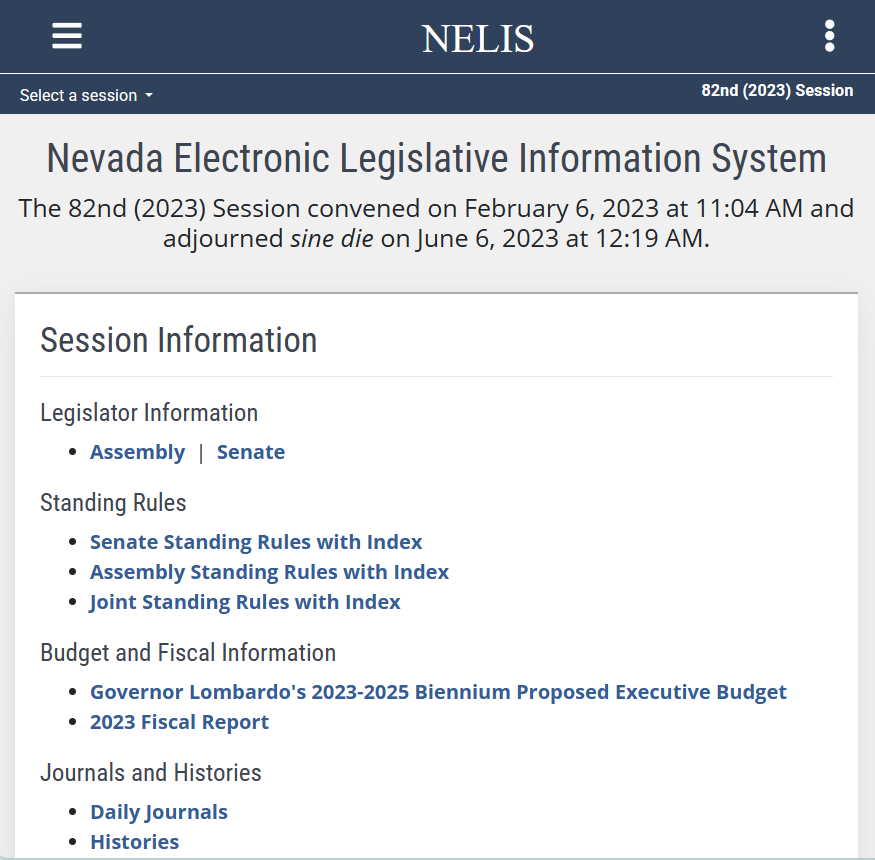 NELIS
Select a session
82nd (2023) Session
Nevada Electronic Legislative Information System
The 82nd (2023) Session convened on February 6, 2023 at 11:04 AM and
adjourned sine die on June 6, 2023 at 12:19 AM.
Session Information
Legislator Information
Assembly | Senate
Standing Rules
Senate Standing Rules with Index
Assembly Standing Rules with Index
Joint Standing Rules with Index
Budget and Fiscal Information
Governor Lombardo's 2023-2025 Biennium Proposed Executive Budget
2023 Fiscal Report
Journals and Histories
Daily Journals
Histories